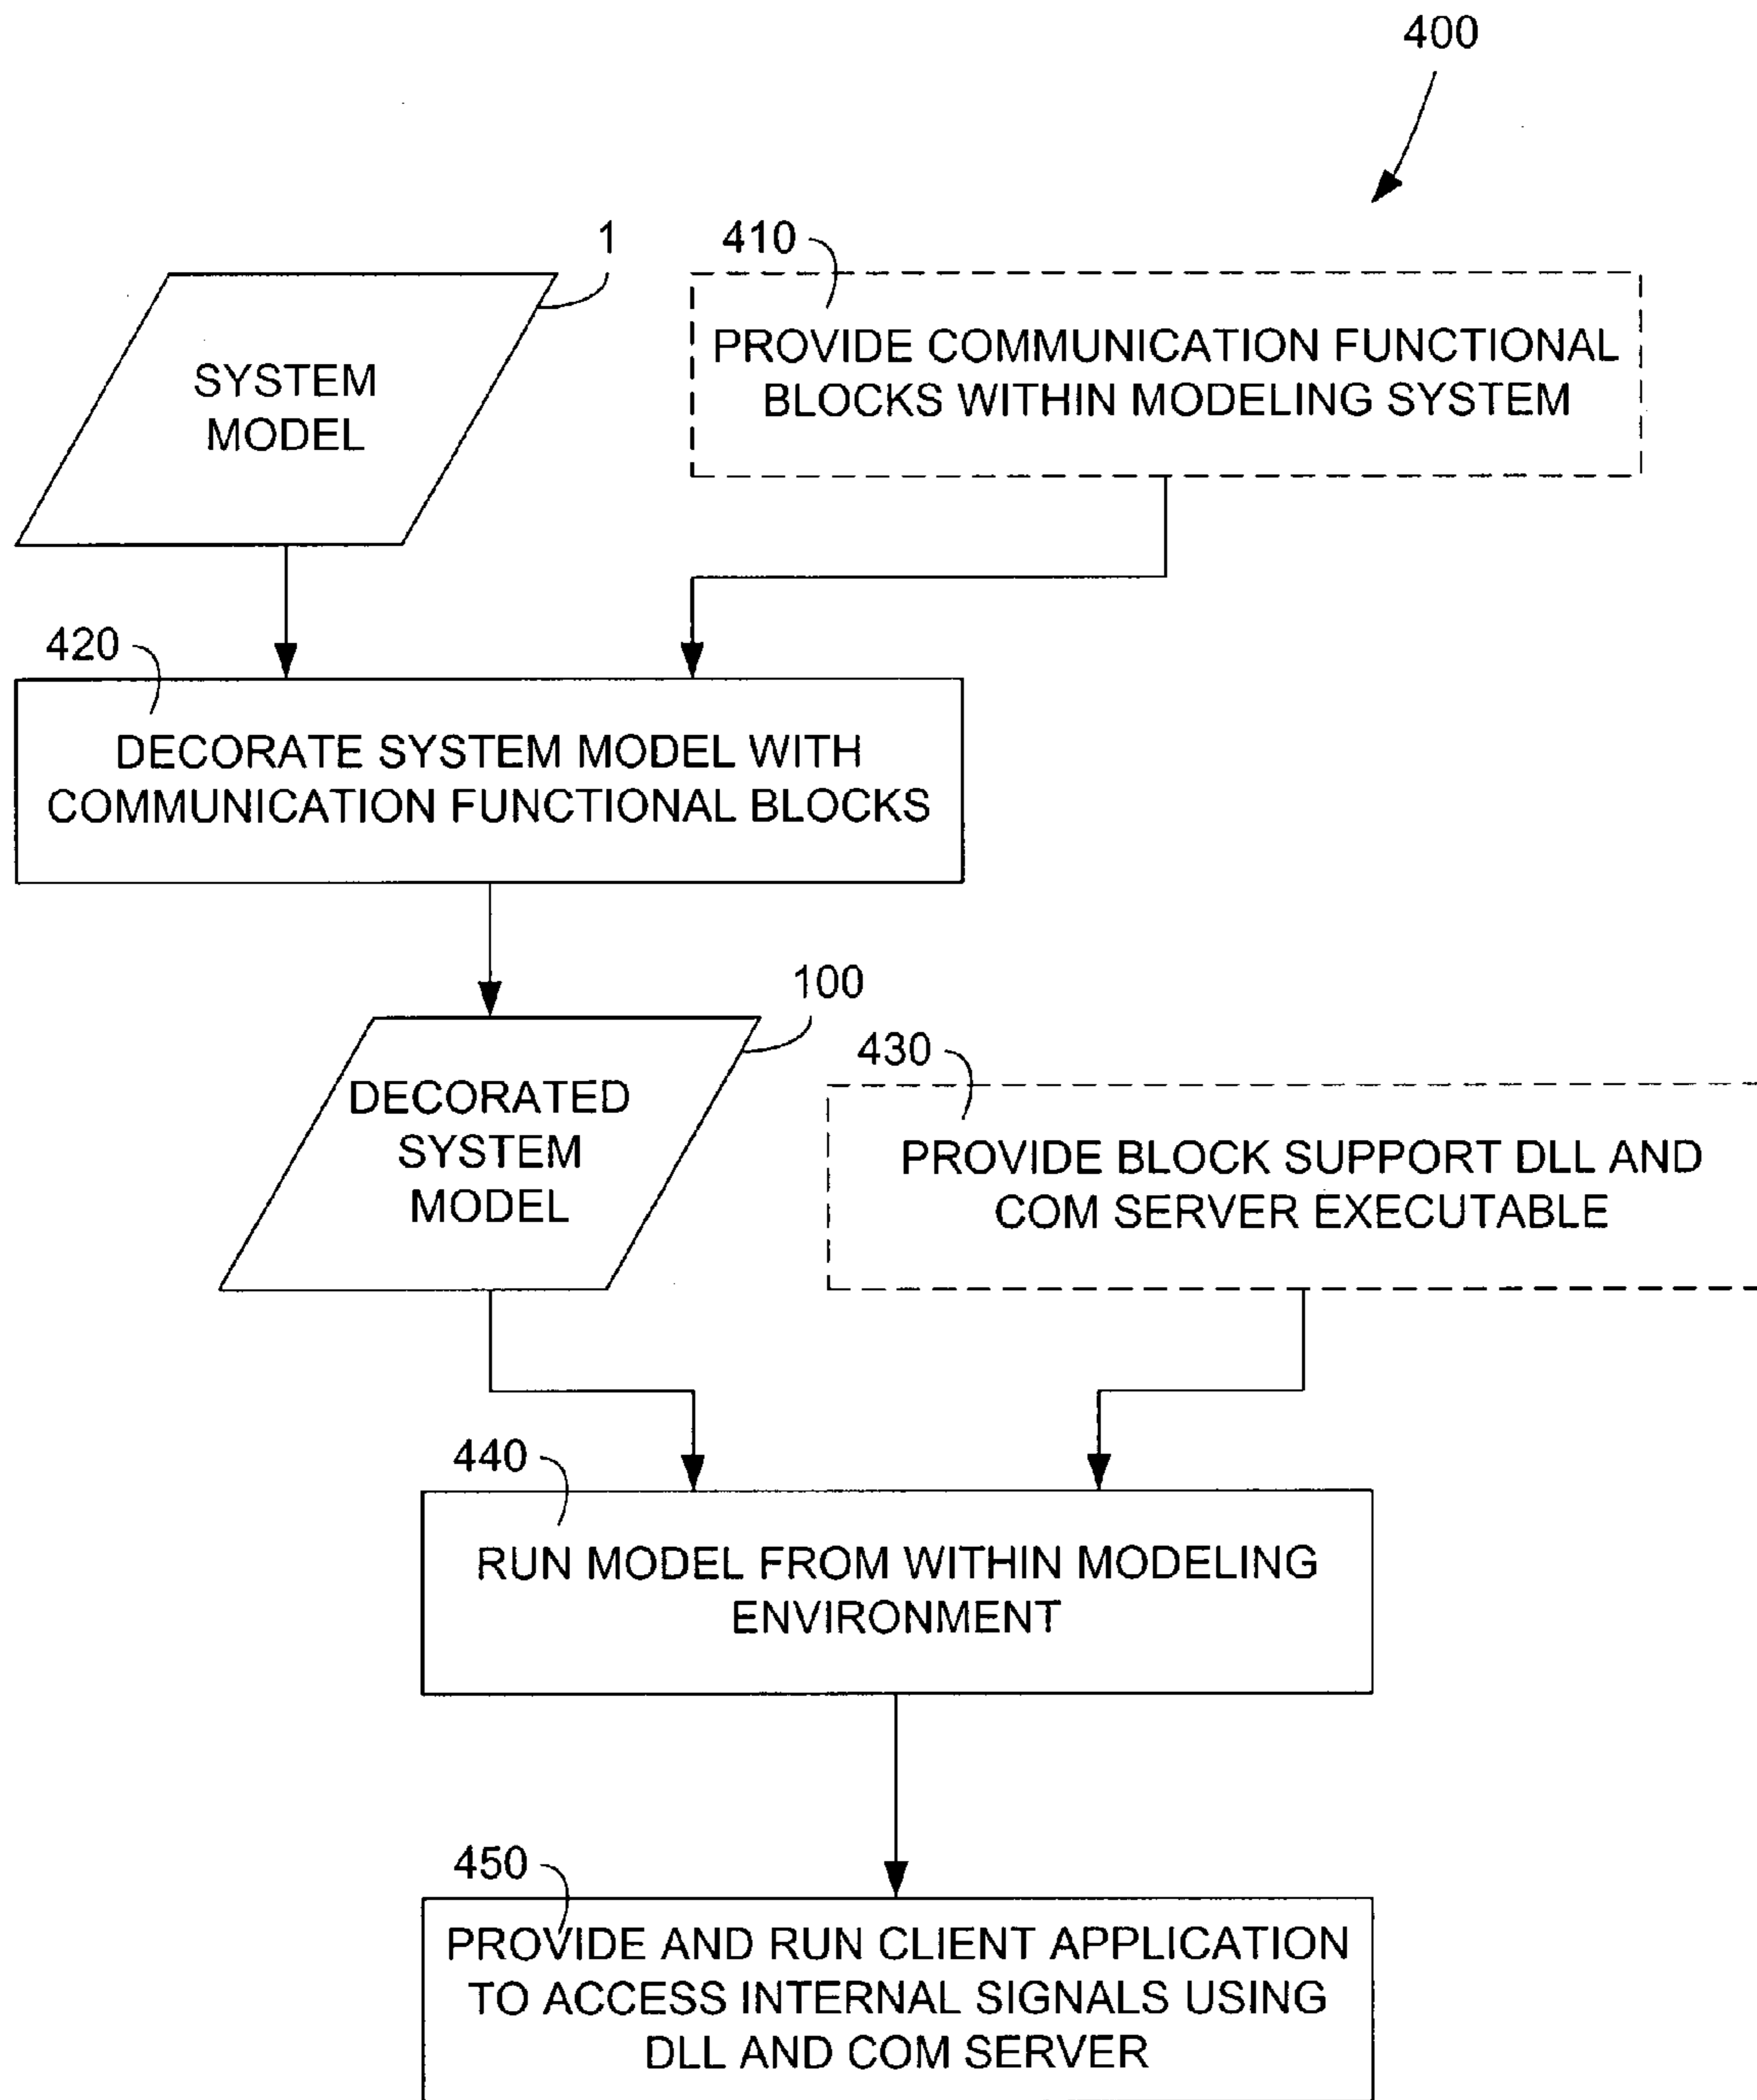 400
1
410
SYSTEM
MODEL
PROVIDE COMMUNICATION FUNCTIONAL
BLOCKS WITHIN MODELING SYSTEM
420
DECORATE SYSTEM MODEL WITH
COMMUNICATION FUNCTIONAL BLOCKS
100
DECORATED
SYSTEM
MODEL
430
PROVIDE BLOCK SUPPORT DLL AND
COM SERVER EXECUTABLE
440
RUN MODEL FROM WITHIN MODELING
ENVIRONMENT
450
PROVIDE AND RUN CLIENT APPLICATION
TO ACCESS INTERNAL SIGNALS USING
DLL AND COM SERVER